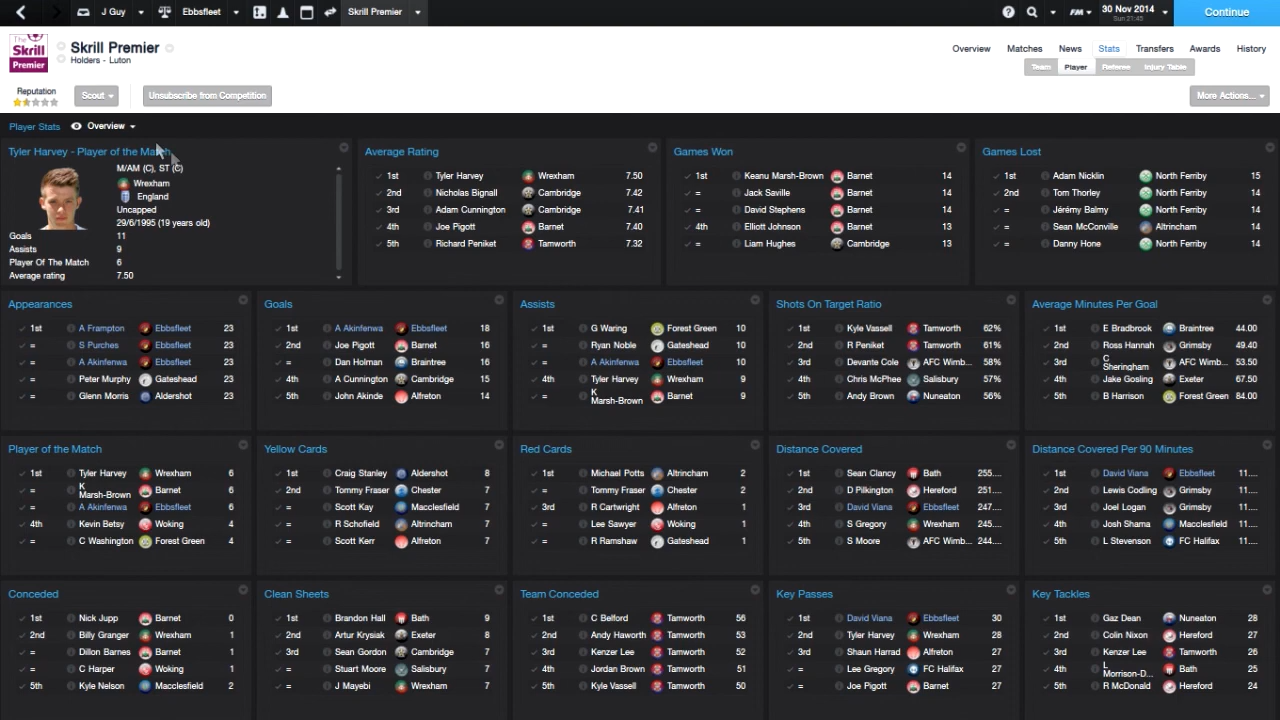 J Guy Ebbsfleet Skrill Premier FM 30 Nov 2014 Continue
Sun 21:45
The Skrill Premier
Skrill Premier
Holders - Luton
Overview Matches News Stats Transfers Awards History
Team Player Referee Injury Table
Reputation
Scout Unsubscribe from Competition More Actions...
Player Stats Overview
Tyler Harvey - Player of the Match
M/AM (C), ST (C)
Wrexham
England
Uncapped
29/6/1995 (19 years old)
Goals 11
Assists 9
Player Of The Match 6
Average rating 7.50
Average Rating
1st Tyler Harvey Wrexham 7.50
2nd Nicholas Bignall Cambridge 7.42
3rd Adam Cunnington Cambridge 7.41
4th Joe Pigott Barnet 7.40
5th Richard Peniket Tamworth 7.32
Games Won
1st Keanu Marsh-Brown Barnet 14
= Jack Saville Barnet 14
= David Stephens Barnet 14
4th Elliott Johnson Barnet 13
= Liam Hughes Cambridge 13
Games Lost
1st Adam Nicklin North Ferriby 15
2nd Tom Thorley North Ferriby 14
= Jérémy Balmy North Ferriby 14
= Sean McConville Altrincham 14
= Danny Hone North Ferriby 14
Appearances
1st A Frampton Ebbsfleet 23
= S Purches Ebbsfleet 23
= A Akinfenwa Ebbsfleet 23
= Peter Murphy Gateshead 23
= Glenn Morris Aldershot 23
Goals
1st A Akinfenwa Ebbsfleet 18
2nd Joe Pigott Barnet 16
= Dan Holman Braintree 16
4th A Cunnington Cambridge 15
5th John Akinde Alfreton 14
Assists
1st G Waring Forest Green 10
= Ryan Noble Gateshead 10
= A Akinfenwa Ebbsfleet 10
4th Tyler Harvey Wrexham 9
= K Marsh-Brown Barnet 9
Shots On Target Ratio
1st Kyle Vassell Tamworth 62%
2nd R Peniket Tamworth 61%
3rd Devante Cole AFC Wimb... 58%
4th Chris McPhee Salisbury 57%
5th Andy Brown Nuneaton 56%
Average Minutes Per Goal
1st E Bradbrook Braintree 44.00
2nd Ross Hannah Grimsby 49.40
3rd C Sheringham AFC Wimb... 53.50
4th Jake Gosling Exeter 67.50
5th B Harrison Forest Green 84.00
Player of the Match
1st Tyler Harvey Wrexham 6
= K Marsh-Brown Barnet 6
= A Akinfenwa Ebbsfleet 6
4th Kevin Betsy Woking 4
= C Washington Forest Green 4
Yellow Cards
1st Craig Stanley Aldershot 8
2nd Tommy Fraser Chester 7
= Scott Kay Macclesfield 7
= R Schofield Altrincham 7
= Scott Kerr Alfreton 7
Red Cards
1st Michael Potts Altrincham 2
= Tommy Fraser Chester 2
3rd R Cartwright Alfreton 1
= Lee Sawyer Woking 1
= R Ramshaw Gateshead 1
Distance Covered
1st Sean Clancy Bath 255....
2nd D Pilkington Hereford 251....
3rd David Viana Ebbsfleet 247....
4th S Gregory Wrexham 245....
5th S Moore AFC Wimb... 244....
Distance Covered Per 90 Minutes
1st David Viana Ebbsfleet 11....
2nd Lewis Codling Grimsby 11....
3rd Joel Logan Grimsby 11....
4th Josh Shama Macclesfield 11....
5th L Stevenson FC Halifax 11....
Conceded
1st Nick Jupp Barnet 0
2nd Billy Granger Wrexham 1
= Dillon Barnes Barnet 1
= C Harper Woking 1
5th Kyle Nelson Macclesfield 2
Clean Sheets
1st Brandon Hall Bath 9
2nd Artur Krysiak Exeter 8
3rd Sean Gordon Cambridge 7
= Stuart Moore Salisbury 7
= J Mayebi Wrexham 7
Team Conceded
1st C Belford Tamworth 56
2nd Andy Haworth Tamworth 53
3rd Kenzer Lee Tamworth 52
4th Jordan Brown Tamworth 51
5th Kyle Vassell Tamworth 50
Key Passes
1st David Viana Ebbsfleet 30
2nd Tyler Harvey Wrexham 28
3rd Shaun Harrad Alfreton 27
= Lee Gregory FC Halifax 27
= Joe Pigott Barnet 27
Key Tackles
1st Gaz Dean Nuneaton 28
2nd Colin Nixon Hereford 27
3rd Kenzer Lee Tamworth 26
4th L Morrison-D... Bath 25
5th R McDonald Hereford 24